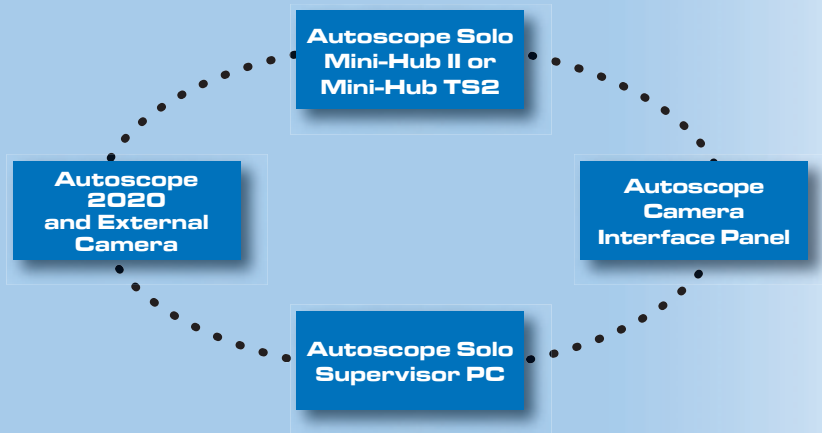 Autoscope Solo
Mini-Hub II or
Mini-Hub TS2
Autoscope
2020
and External
Camera
Autoscope
Camera
Interface Panel
Autoscope Solo
Supervisor PC